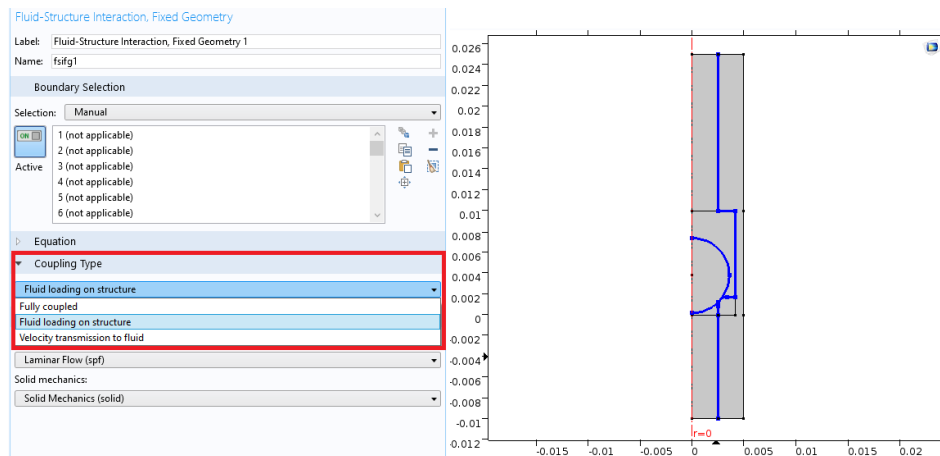 Fluid-Structure Interaction, Fixed Geometry
Label: Fluid-Structure Interaction, Fixed Geometry 1
Name: fsifg1
Boundary Selection
Selection: Manual
ON
Active
1 (not applicable)
2 (not applicable)
3 (not applicable)
4 (not applicable)
5 (not applicable)
6 (not applicable)
Equation
Coupling Type
Fluid loading on structure
Fully coupled
Fluid loading on structure
Velocity transmission to fluid
Laminar Flow (spf)
Solid mechanics:
Solid Mechanics (solid)
0.026
0.024
0.022
0.02
0.018
0.016
0.014
0.012
0.01
0.008
0.006
0.004
0.002
0
-0.002
-0.004
-0.006
-0.008
-0.01
-0.012
r=0
-0.015 -0.01 -0.005 0 0.005 0.01 0.015 0.02